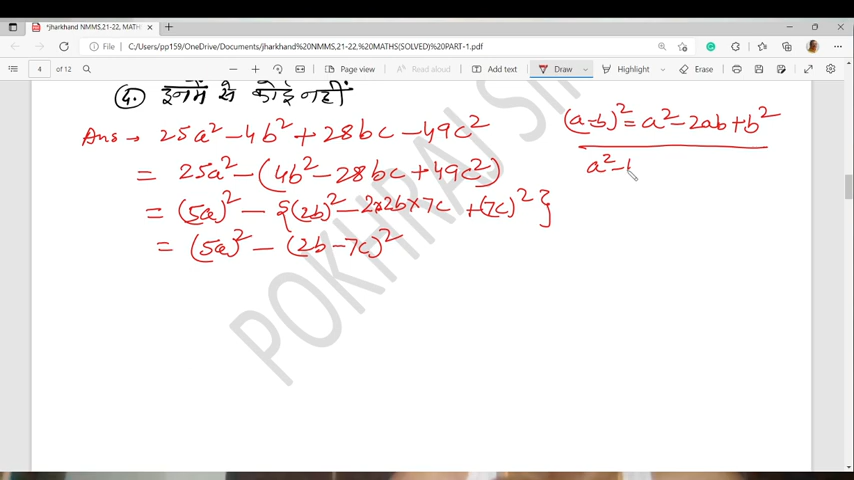 *jharkhand NMMS,21-22, MATHS
File C:/Users/pp159/OneDrive/Documents/jharkhand%20NMMS,21-22,%20MATHS(SOLVED)%20PART-1.pdf
4 of 12 Page view Read aloud Add text Draw Highlight Erase
4. इनमें से कोई नहीं
Ans → 25a² - 4b² + 28bc - 49c²
= 25a² - (4b² - 28bc + 49c²)
= (5a)² - {(2b)² - 2×2b×7c + (7c)²}
= (5a)² - (2b - 7c)²
(a-b)² = a² - 2ab + b²
a² -
POKHRAJ